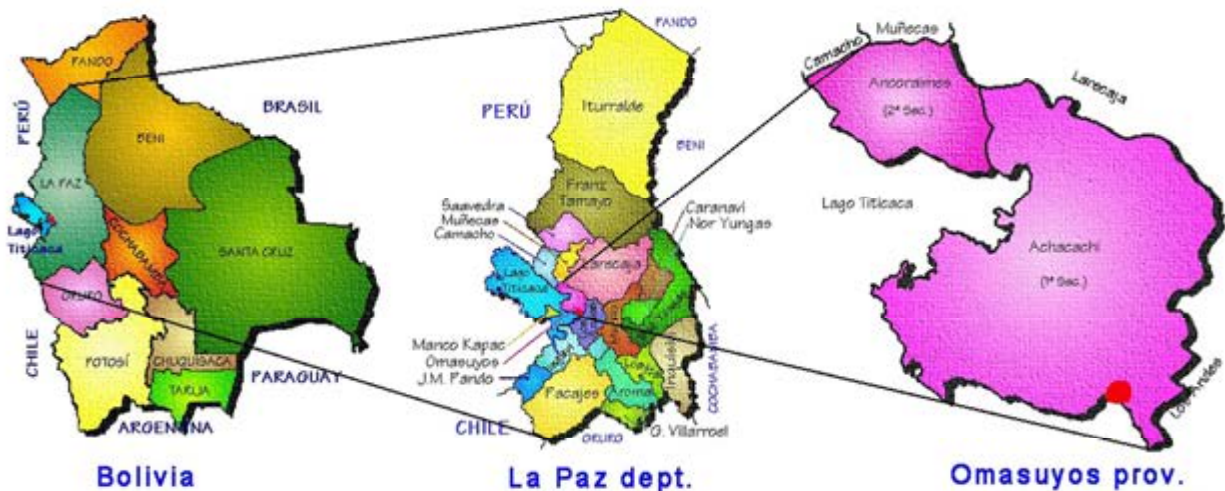 PANDO
PERÚ
BRASIL
BENI
LA PAZ
Lago
Titicaca
COCHABAMBA
SANTA CRUZ
ORURO
CHILE
POTOSÍ
CHUQUISACA
TARIJA
PARAGUAY
ARGENTINA
Bolivia
PANDO
Iturralde
PERÚ
BENI
Franz
Tamayo
Saavedra
Muñecas
Camacho
Caranavi
Nor Yungas
Larecaja
Lago
Titicaca
Manco Kapac
Omasuyos
J.M. Pando
Inquisivi
COCHABAMBA
Pacajes
Aroma
G. Villarroel
CHILE
ORURO
La Paz dept.
Camacho
Muñecas
Larecaja
Ancoraimes
(2ª Sec.)
Lago Titicaca
Achacachi
(1ª Sec.)
Los Andes
Omasuyos prov.